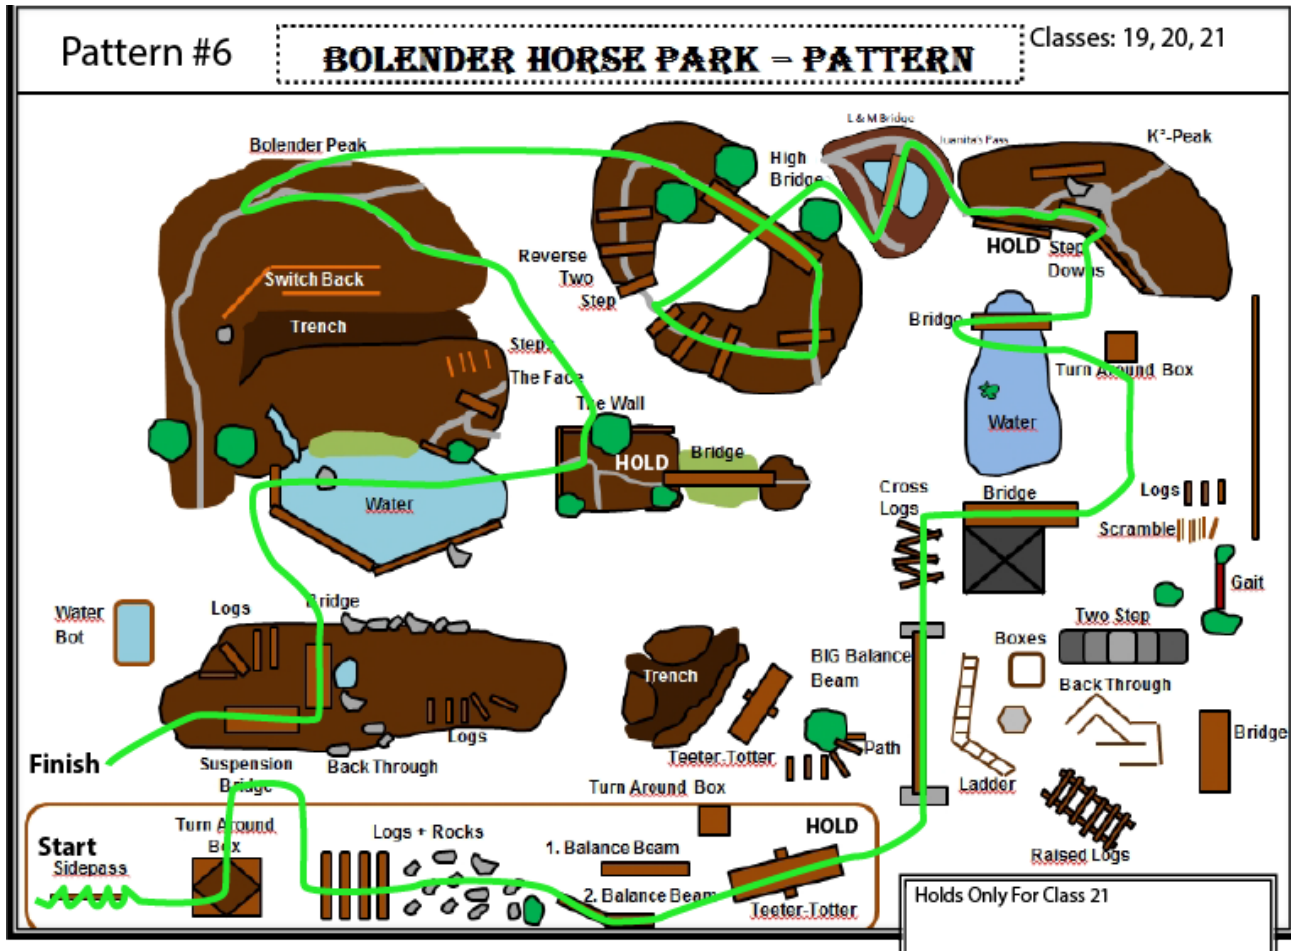 Pattern #6
BOLENDER HORSE PARK – PATTERN
Classes: 19, 20, 21
Bolender Peak
L & M Bridge
Juanita's Pass
K²-Peak
High
Bridge
Switch Back
Trench
Reverse
Two
Step
HOLD
Step
Downs
Bridge
Turn Around Box
Steps
The Face
The Wall
HOLD
Bridge
Water
Water
Cross
Logs
Bridge
Logs
Scramble
Gait
Water
Bot
Logs
Bridge
Two Step
Boxes
Back Through
BIG Balance
Beam
Trench
Teeter-Totter
Path
Ladder
Bridge
Raised Logs
Logs
Back Through
Suspension
Bridge
Finish
Start
Sidepass
Turn Around
Box
Logs + Rocks
Turn Around Box
1. Balance Beam
2. Balance Beam
HOLD
Teeter-Totter
Holds Only For Class 21